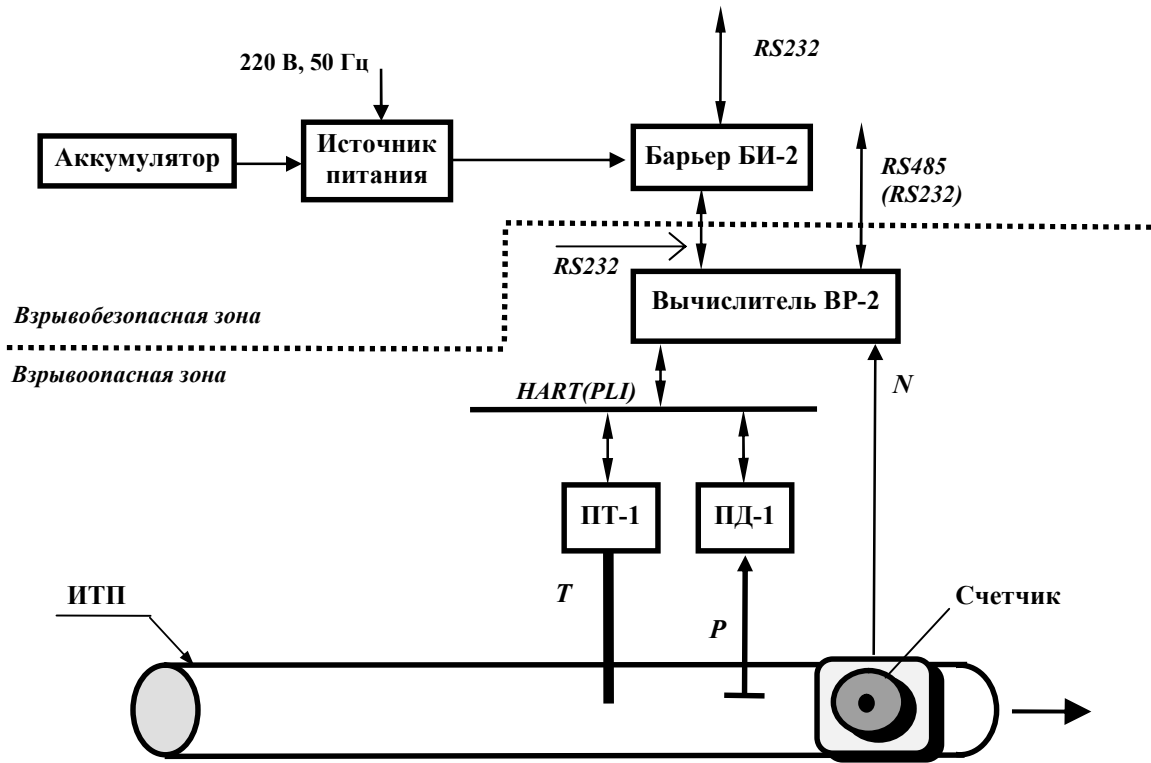 RS232
220 В, 50 Гц
Аккумулятор
Источник
питания
Барьер БИ-2
RS485
(RS232)
RS232
Вычислитель ВР-2
Взрывобезопасная зона
Взрывоопасная зона
HART(PLI)
N
ПТ-1
ПД-1
ИТП
T
P
Счетчик